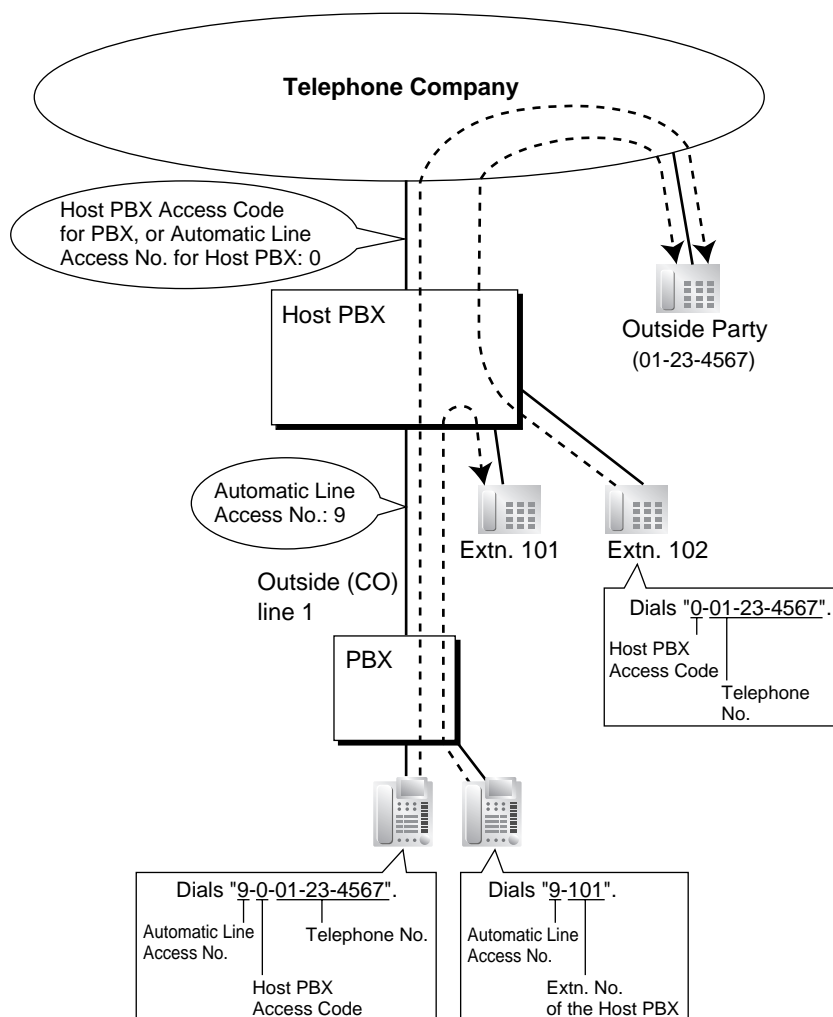 Telephone Company
Host PBX Access Code
for PBX, or Automatic Line
Access No. for Host PBX: 0
Host PBX
Outside Party
(01-23-4567)
Automatic Line
Access No.: 9
Extn. 101
Extn. 102
Outside (CO)
line 1
Dials "0-01-23-4567".
Host PBX
Access Code
Telephone
No.
PBX
Dials "9-0-01-23-4567".
Automatic Line
Access No.
Telephone No.
Host PBX
Access Code
Dials "9-101".
Automatic Line
Access No.
Extn. No.
of the Host PBX